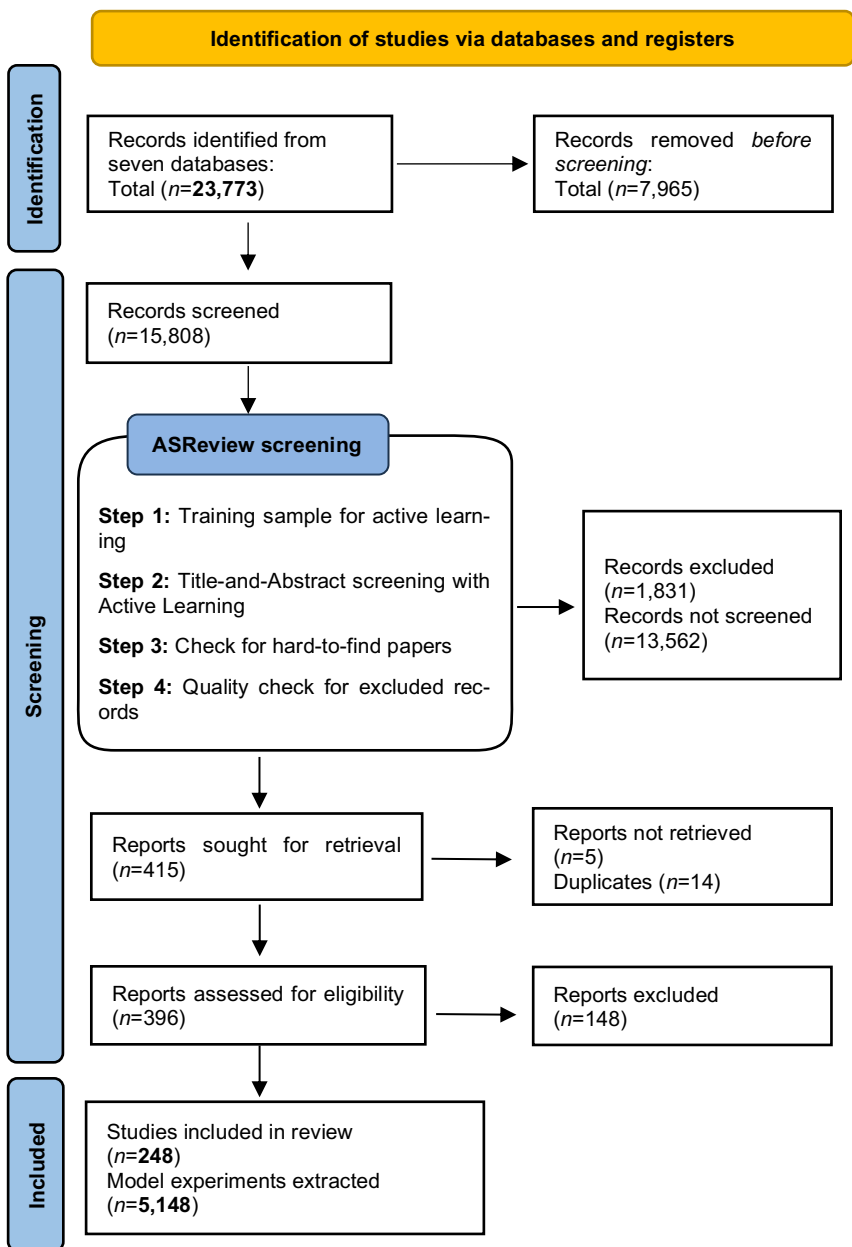 Identification of studies via databases and registers
Identification
Records identified from
seven databases:
Total (n=23,773)
Records removed before
screening:
Total (n=7,965)
Screening
Records screened
(n=15,808)
ASReview screening
Step 1: Training sample for active learn-
ing
Step 2: Title-and-Abstract screening with
Active Learning
Step 3: Check for hard-to-find papers
Step 4: Quality check for excluded rec-
ords
Records excluded
(n=1,831)
Records not screened
(n=13,562)
Reports sought for retrieval
(n=415)
Reports not retrieved
(n=5)
Duplicates (n=14)
Reports assessed for eligibility
(n=396)
Reports excluded
(n=148)
Included
Studies included in review
(n=248)
Model experiments extracted
(n=5,148)